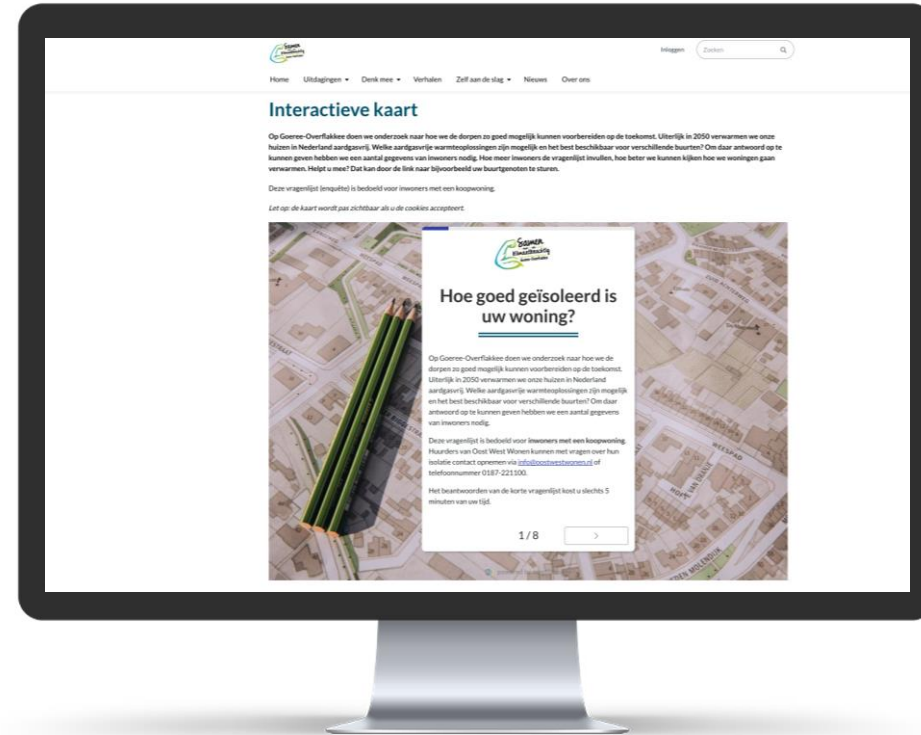 Samen
Klimaatkrachtig
Inloggen
Zoeken
Home Uitdagingen Denk mee Verhalen Zelf aan de slag Nieuws Over ons
Interactieve kaart
Op Goeree-Overflakkee doen we onderzoek naar hoe we de dorpen zo goed mogelijk kunnen voorbereiden op de toekomst. Uiterlijk in 2050 verwarmen we onze
huizen in Nederland aardgasvrij. Welke aardgasvrije warmteoplossingen zijn mogelijk en het best beschikbaar voor verschillende buurten? Om daar antwoord op te
kunnen geven hebben we een aantal gegevens van inwoners nodig. Hoe meer inwoners de vragenlijst invullen, hoe beter we kunnen kijken hoe we woningen gaan
verwarmen. Helpt u mee? Dat kan door de link naar bijvoorbeeld uw buurtgenoten te sturen.
Deze vragenlijst (enquête) is bedoeld voor inwoners met een koopwoning.
Let op: de kaart wordt pas zichtbaar als u de cookies accepteert.
Samen
Klimaatkrachtig
Hoe goed geïsoleerd is
uw woning?
Op Goeree-Overflakkee doen we onderzoek naar hoe we de
dorpen zo goed mogelijk kunnen voorbereiden op de toekomst.
Uiterlijk in 2050 verwarmen we onze huizen in Nederland
aardgasvrij. Welke aardgasvrije warmteoplossingen zijn mogelijk
en het best beschikbaar voor verschillende buurten? Om daar
antwoord op te kunnen geven hebben we een aantal gegevens
van inwoners nodig.
Deze vragenlijst is bedoeld voor inwoners met een koopwoning.
Huurders van Oost West Wonen kunnen met vragen over hun
isolatie contact opnemen via info@oostwestwonen.nl of
telefoonnummer 0187-221100.
Het beantwoorden van de korte vragenlijst kost u slechts 5
minuten van uw tijd.
1 / 8
WEESPAD